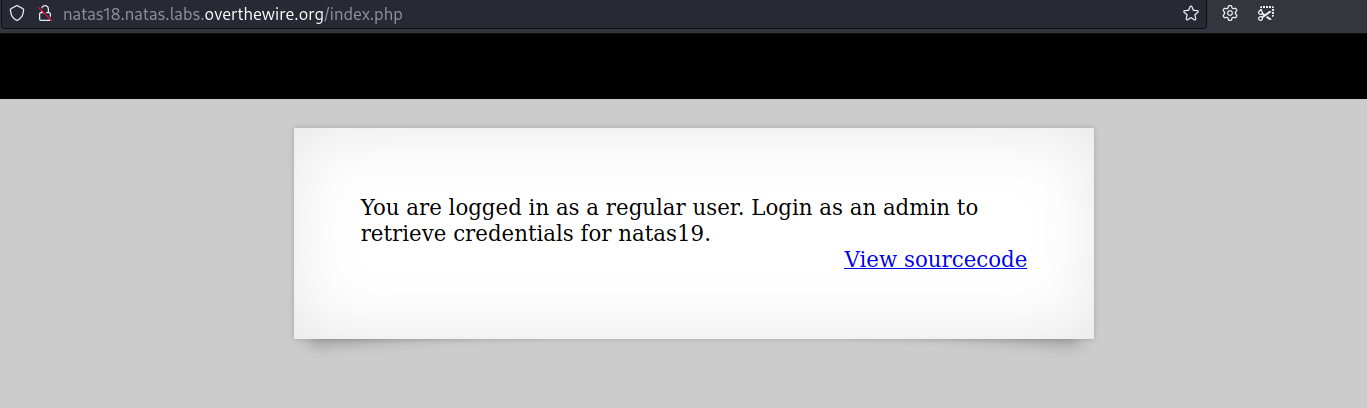 natas18.natas.labs.overthewire.org/index.php
You are logged in as a regular user. Login as an admin to
retrieve credentials for natas19.
View sourcecode